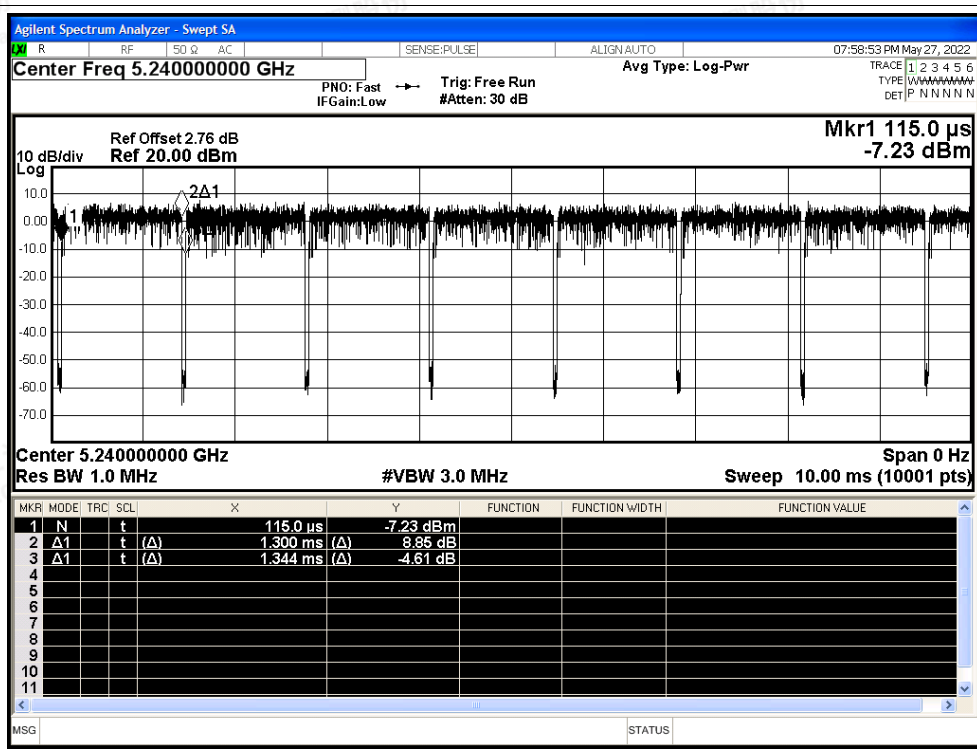 Agilent Spectrum Analyzer - Swept SA
LXI R RF 50 Ω AC SENSE:PULSE ALIGN AUTO 07:58:53 PM May 27, 2022
Center Freq 5.240000000 GHz
PNO: Fast
IFGain:Low
Trig: Free Run
#Atten: 30 dB
Avg Type: Log-Pwr
TRACE 1 2 3 4 5 6
TYPE W
DET P N N N N N
Ref Offset 2.76 dB
10 dB/div Ref 20.00 dBm
Log
Mkr1 115.0 µs
-7.23 dBm
10.0
0.00
-10.0
-20.0
-30.0
-40.0
-50.0
-60.0
-70.0
1
2Δ1
Center 5.240000000 GHz Span 0 Hz
Res BW 1.0 MHz #VBW 3.0 MHz Sweep 10.00 ms (10001 pts)
MKR MODE TRC SCL X Y FUNCTION FUNCTION WIDTH FUNCTION VALUE
1 N t 115.0 µs -7.23 dBm
2 Δ1 t (Δ) 1.300 ms (Δ) 8.85 dB
3 Δ1 t (Δ) 1.344 ms (Δ) -4.61 dB
4
5
6
7
8
9
10
11
MSG STATUS